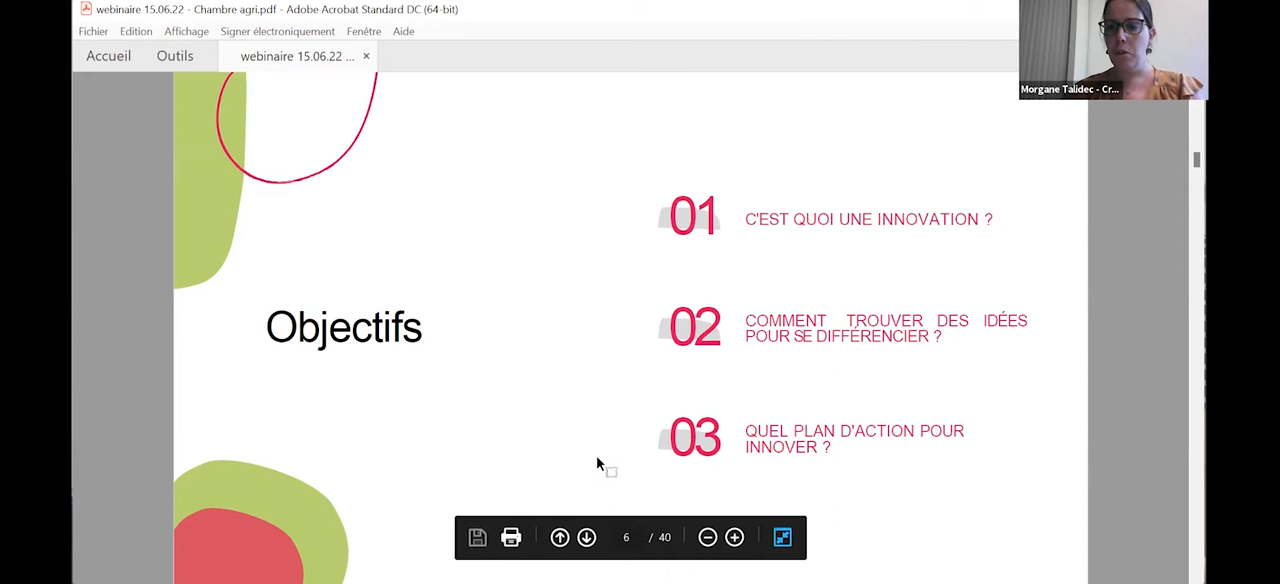 webinaire 15.06.22 - Chambre agri.pdf - Adobe Acrobat Standard DC (64-bit)
Fichier Edition Affichage Signer électroniquement Fenêtre Aide
Accueil Outils webinaire 15.06.22 ... ×
Morgane Talidec - Cr...
01 C'EST QUOI UNE INNOVATION ?
Objectifs
02 COMMENT TROUVER DES IDÉES
POUR SE DIFFÉRENCIER ?
03 QUEL PLAN D'ACTION POUR
INNOVER ?
6 / 40